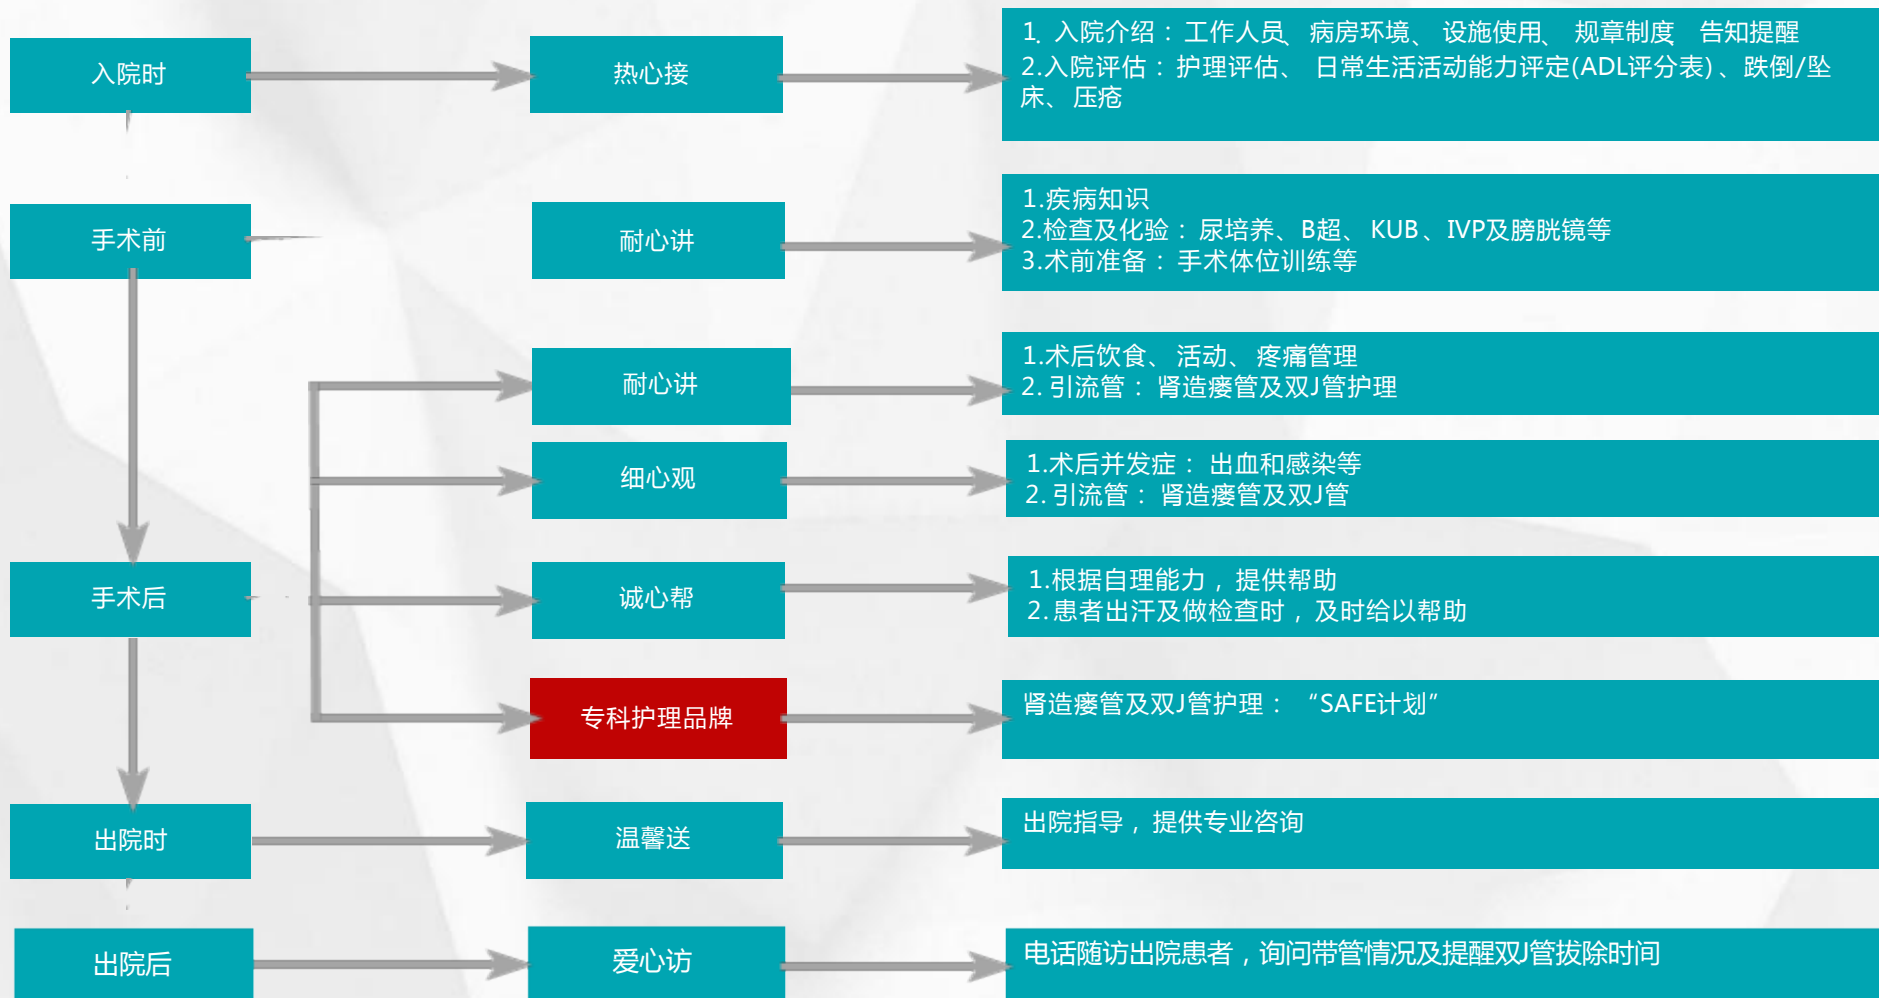 入院时
热心接
1. 入院介绍：工作人员、病房环境、设施使用、规章制度 告知提醒
2.入院评估：护理评估、日常生活活动能力评定(ADL评分表)、跌倒/坠
床、压疮
手术前
耐心讲
1.疾病知识
2.检查及化验：尿培养、B超、KUB、IVP及膀胱镜等
3.术前准备：手术体位训练等
耐心讲
1.术后饮食、活动、疼痛管理
2.引流管：肾造瘘管及双J管护理
细心观
1.术后并发症：出血和感染等
2.引流管：肾造瘘管及双J管
手术后
诚心帮
1.根据自理能力，提供帮助
2.患者出汗及做检查时，及时给以帮助
专科护理品牌
肾造瘘管及双J管护理：“SAFE计划”
出院时
温馨送
出院指导，提供专业咨询
出院后
爱心访
电话随访出院患者，询问带管情况及提醒双J管拔除时间